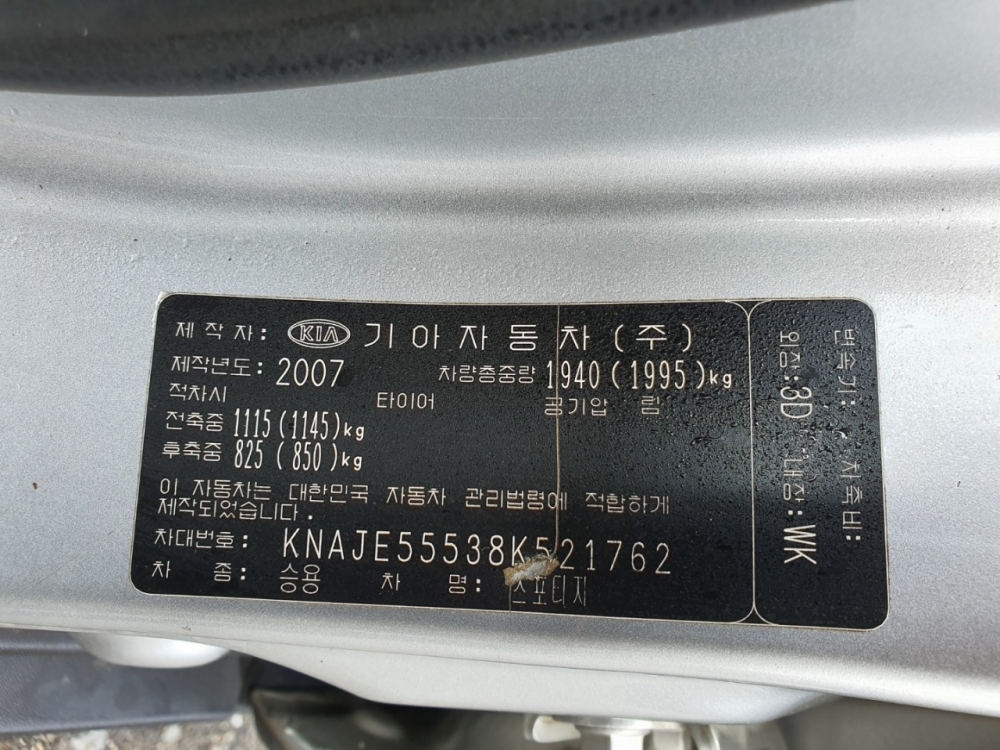 제 작 자: KIA 기아자동차(주)
제작년도: 2007 차량총중량 1940 (1995)kg
적차시 타이어 공기압 림
전축중 1115 (1145)kg
후축중 825 (850)kg
이 자동차는 대한민국 자동차 관리법령에 적합하게
제작되었습니다.
차대번호: KNAJE55538K521762
차 종: 승용 차 명: 스포티지
변속기: 차축비:
외장:3D 내장:WK